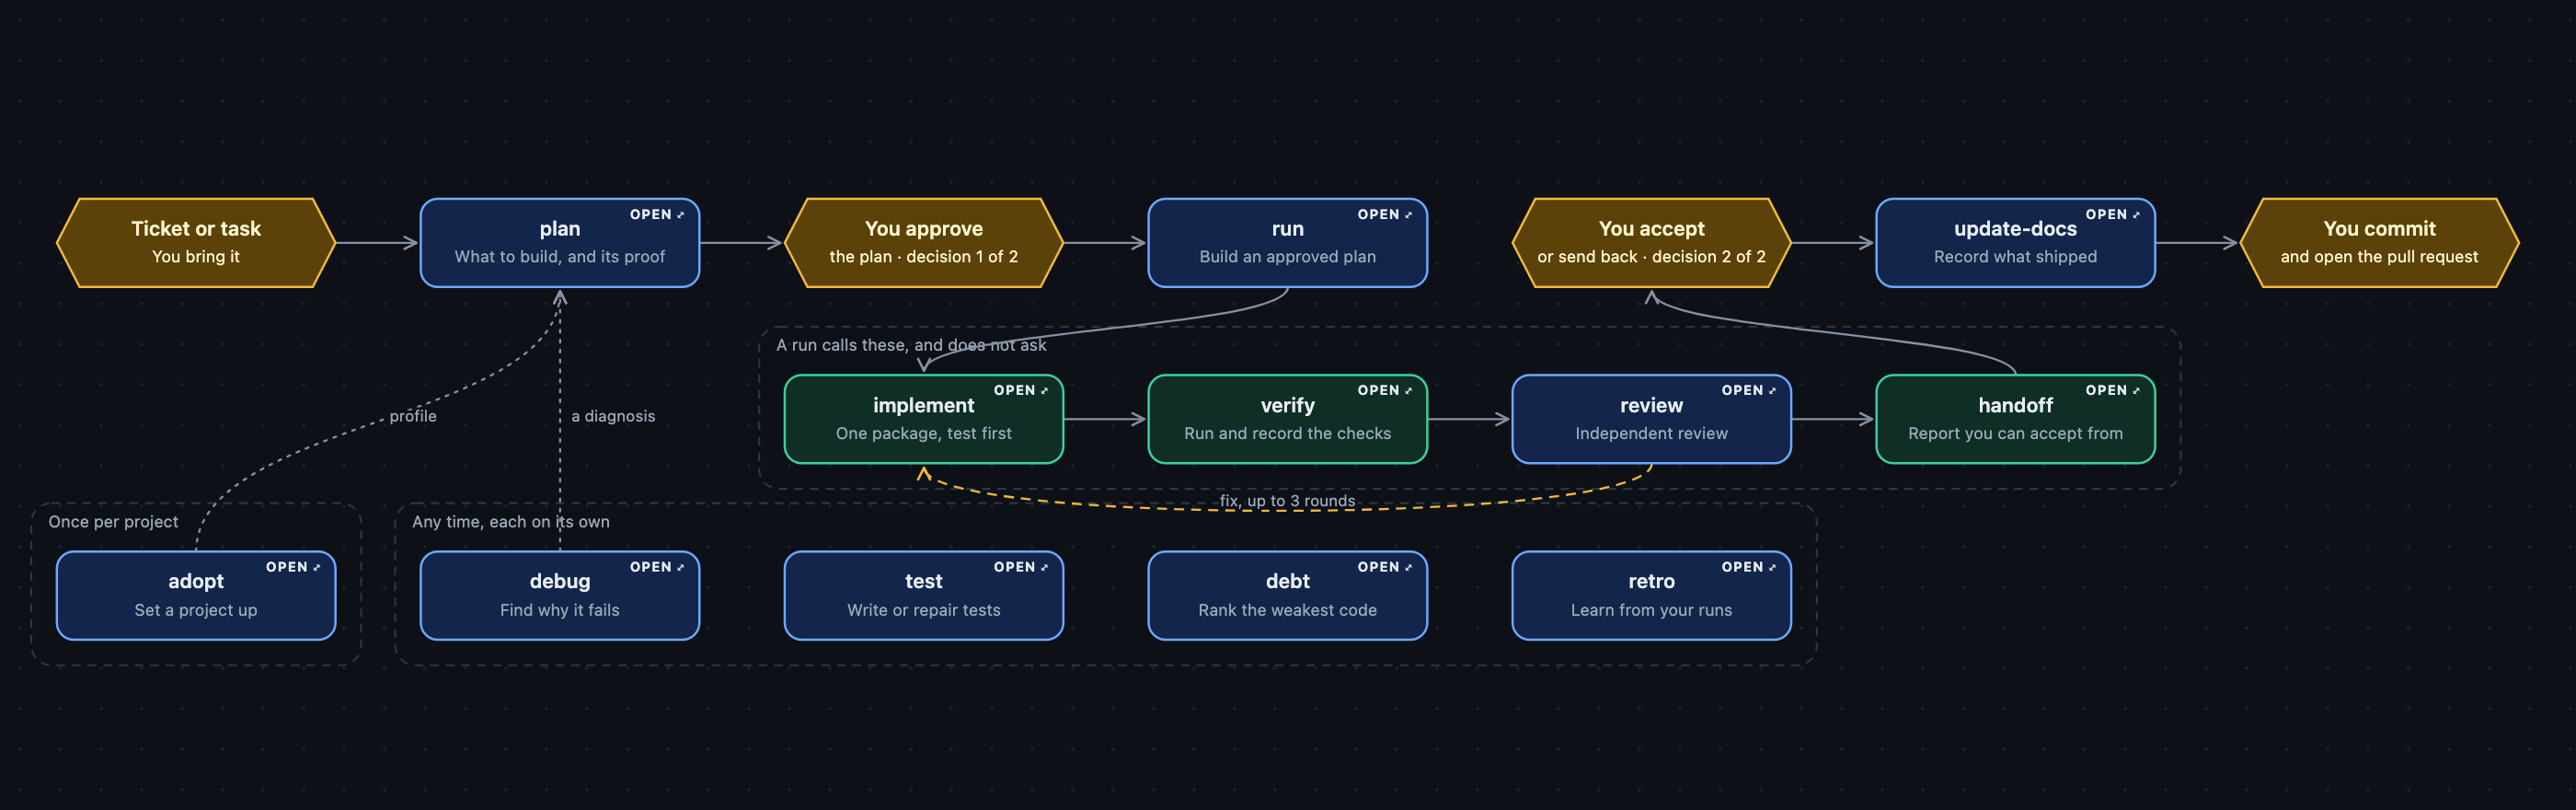 Ticket or task
You bring it
OPEN
plan
What to build, and its proof
You approve
the plan · decision 1 of 2
OPEN
run
Build an approved plan
You accept
or send back · decision 2 of 2
OPEN
update-docs
Record what shipped
You commit
and open the pull request
A run calls these, and does not ask
OPEN
implement
One package, test first
OPEN
verify
Run and record the checks
OPEN
review
Independent review
OPEN
handoff
Report you can accept from
profile
a diagnosis
fix, up to 3 rounds
Once per project
OPEN
adopt
Set a project up
Any time, each on its own
OPEN
debug
Find why it fails
OPEN
test
Write or repair tests
OPEN
debt
Rank the weakest code
OPEN
retro
Learn from your runs